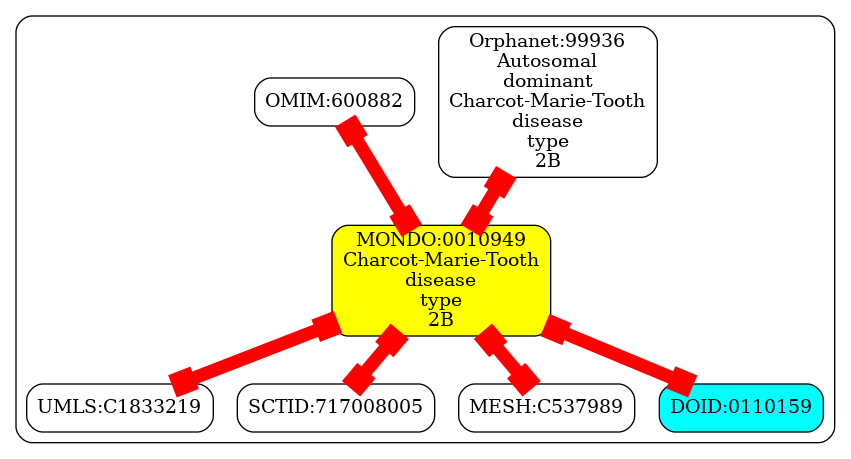 Orphanet:99936
Autosomal
dominant
Charcot-Marie-Tooth
disease
type
2B
OMIM:600882
MONDO:0010949
Charcot-Marie-Tooth
disease
type
2B
UMLS:C1833219
SCTID:717008005
MESH:C537989
DOID:0110159